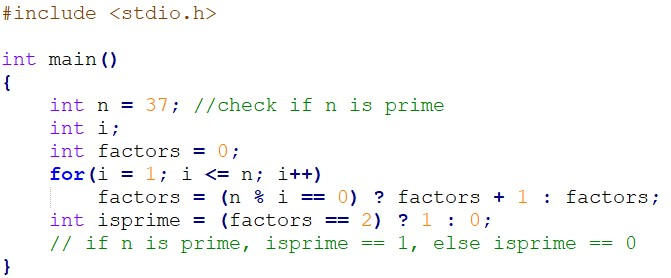 #include <stdio.h>
int main()
{
    int n = 37; //check if n is prime
    int i;
    int factors = 0;
    for(i = 1; i <= n; i++)
        factors = (n % i == 0) ? factors + 1 : factors;
    int isprime = (factors == 2) ? 1 : 0;
    // if n is prime, isprime == 1, else isprime == 0
}